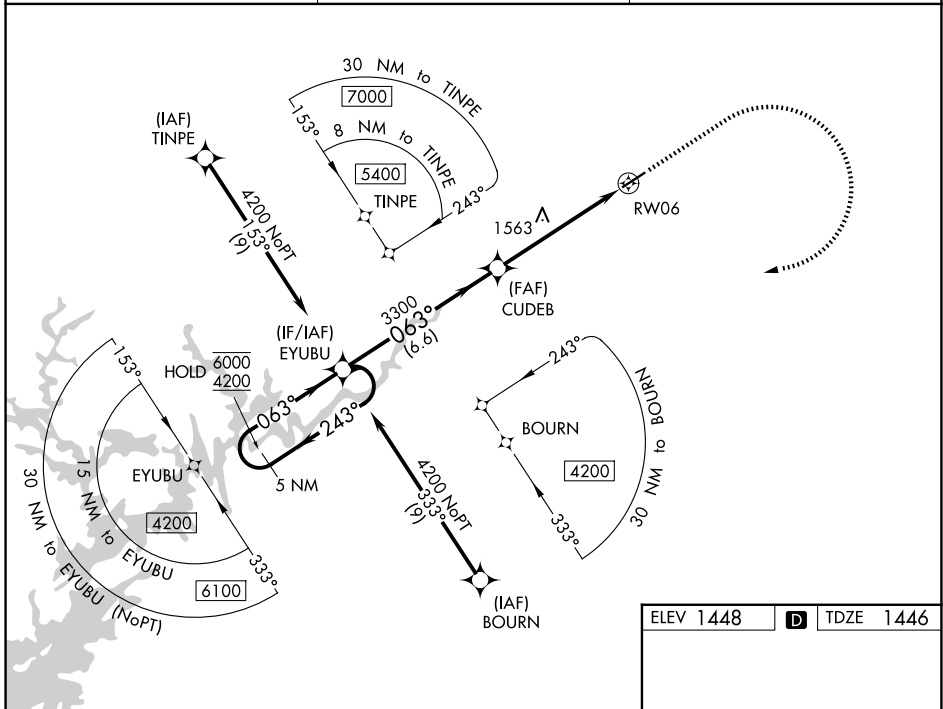 30 NM to TINPE
7000
153°
8 NM to TINPE
5400
TINPE
243°
(IAF)
TINPE
4200 NoPT
153°
(9)
RW06
1563
(FAF)
CUDEB
3300
063°
(6.6)
(IF/IAF)
EYUBU
HOLD
6000
4200
063°
243°
5 NM
153°
EYUBU
15 NM to EYUBU
4200
30 NM to EYUBU (NoPT)
6100
333°
243°
BOURN
4200
30 NM to BOURN
333°
4200 NoPT
333°
(9)
(IAF)
BOURN
ELEV 1448
D
TDZE 1446